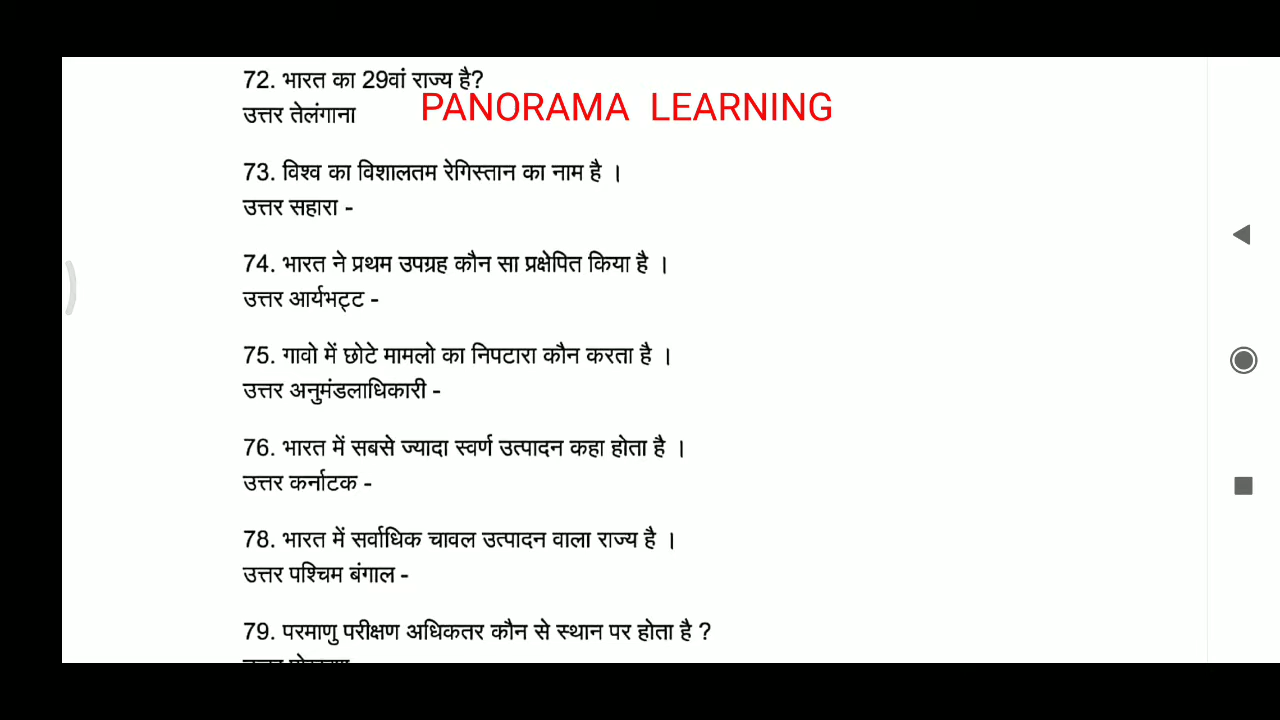 72. भारत का 29वां राज्य है?
उत्तर तेलंगाना
PANORAMA LEARNING
73. विश्व का विशालतम रेगिस्तान का नाम है ।
उत्तर सहारा -
74. भारत ने प्रथम उपग्रह कौन सा प्रक्षेपित किया है ।
उत्तर आर्यभट्ट -
75. गावो में छोटे मामलो का निपटारा कौन करता है ।
उत्तर अनुमंडलाधिकारी -
76. भारत में सबसे ज्यादा स्वर्ण उत्पादन कहा होता है ।
उत्तर कर्नाटक -
78. भारत में सर्वाधिक चावल उत्पादन वाला राज्य है ।
उत्तर पश्चिम बंगाल -
79. परमाणु परीक्षण अधिकतर कौन से स्थान पर होता है ?